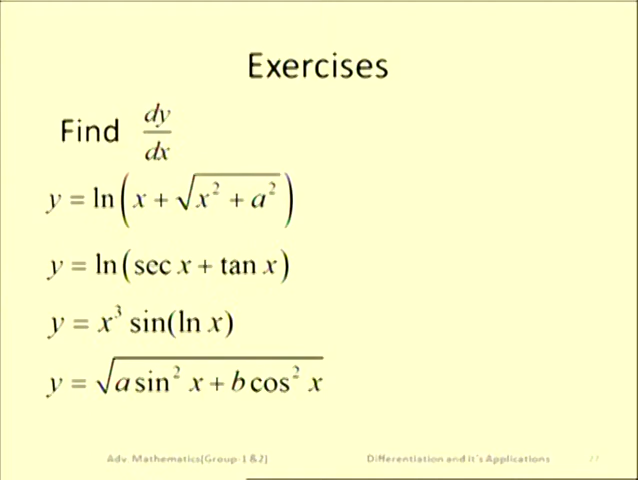 Exercises
Find dy/dx
y = ln(x + √(x² + a²))
y = ln(sec x + tan x)
y = x³ sin(ln x)
y = √(a sin² x + b cos² x)
Adv. Mathematics(Group-1&2) Differentiation and it's Applications